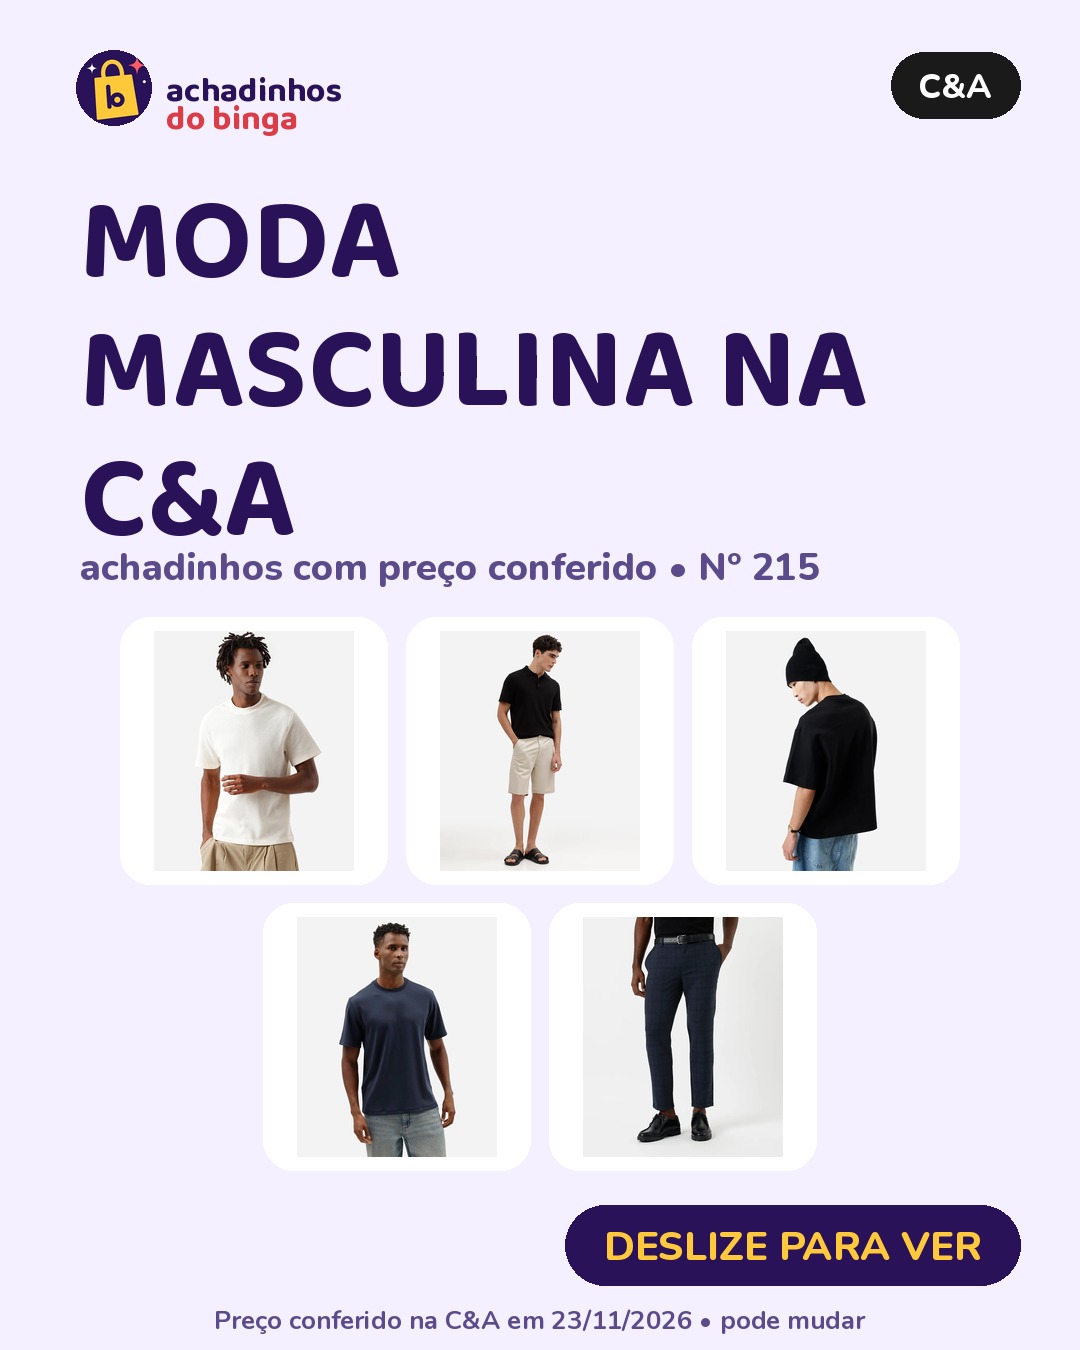 achadinhos
do binga
C&A
MODA
MASCULINA NA
C&A
achadinhos com preço conferido • Nº 215
DESLIZE PARA VER
Preço conferido na C&A em 23/11/2026 • pode mudar